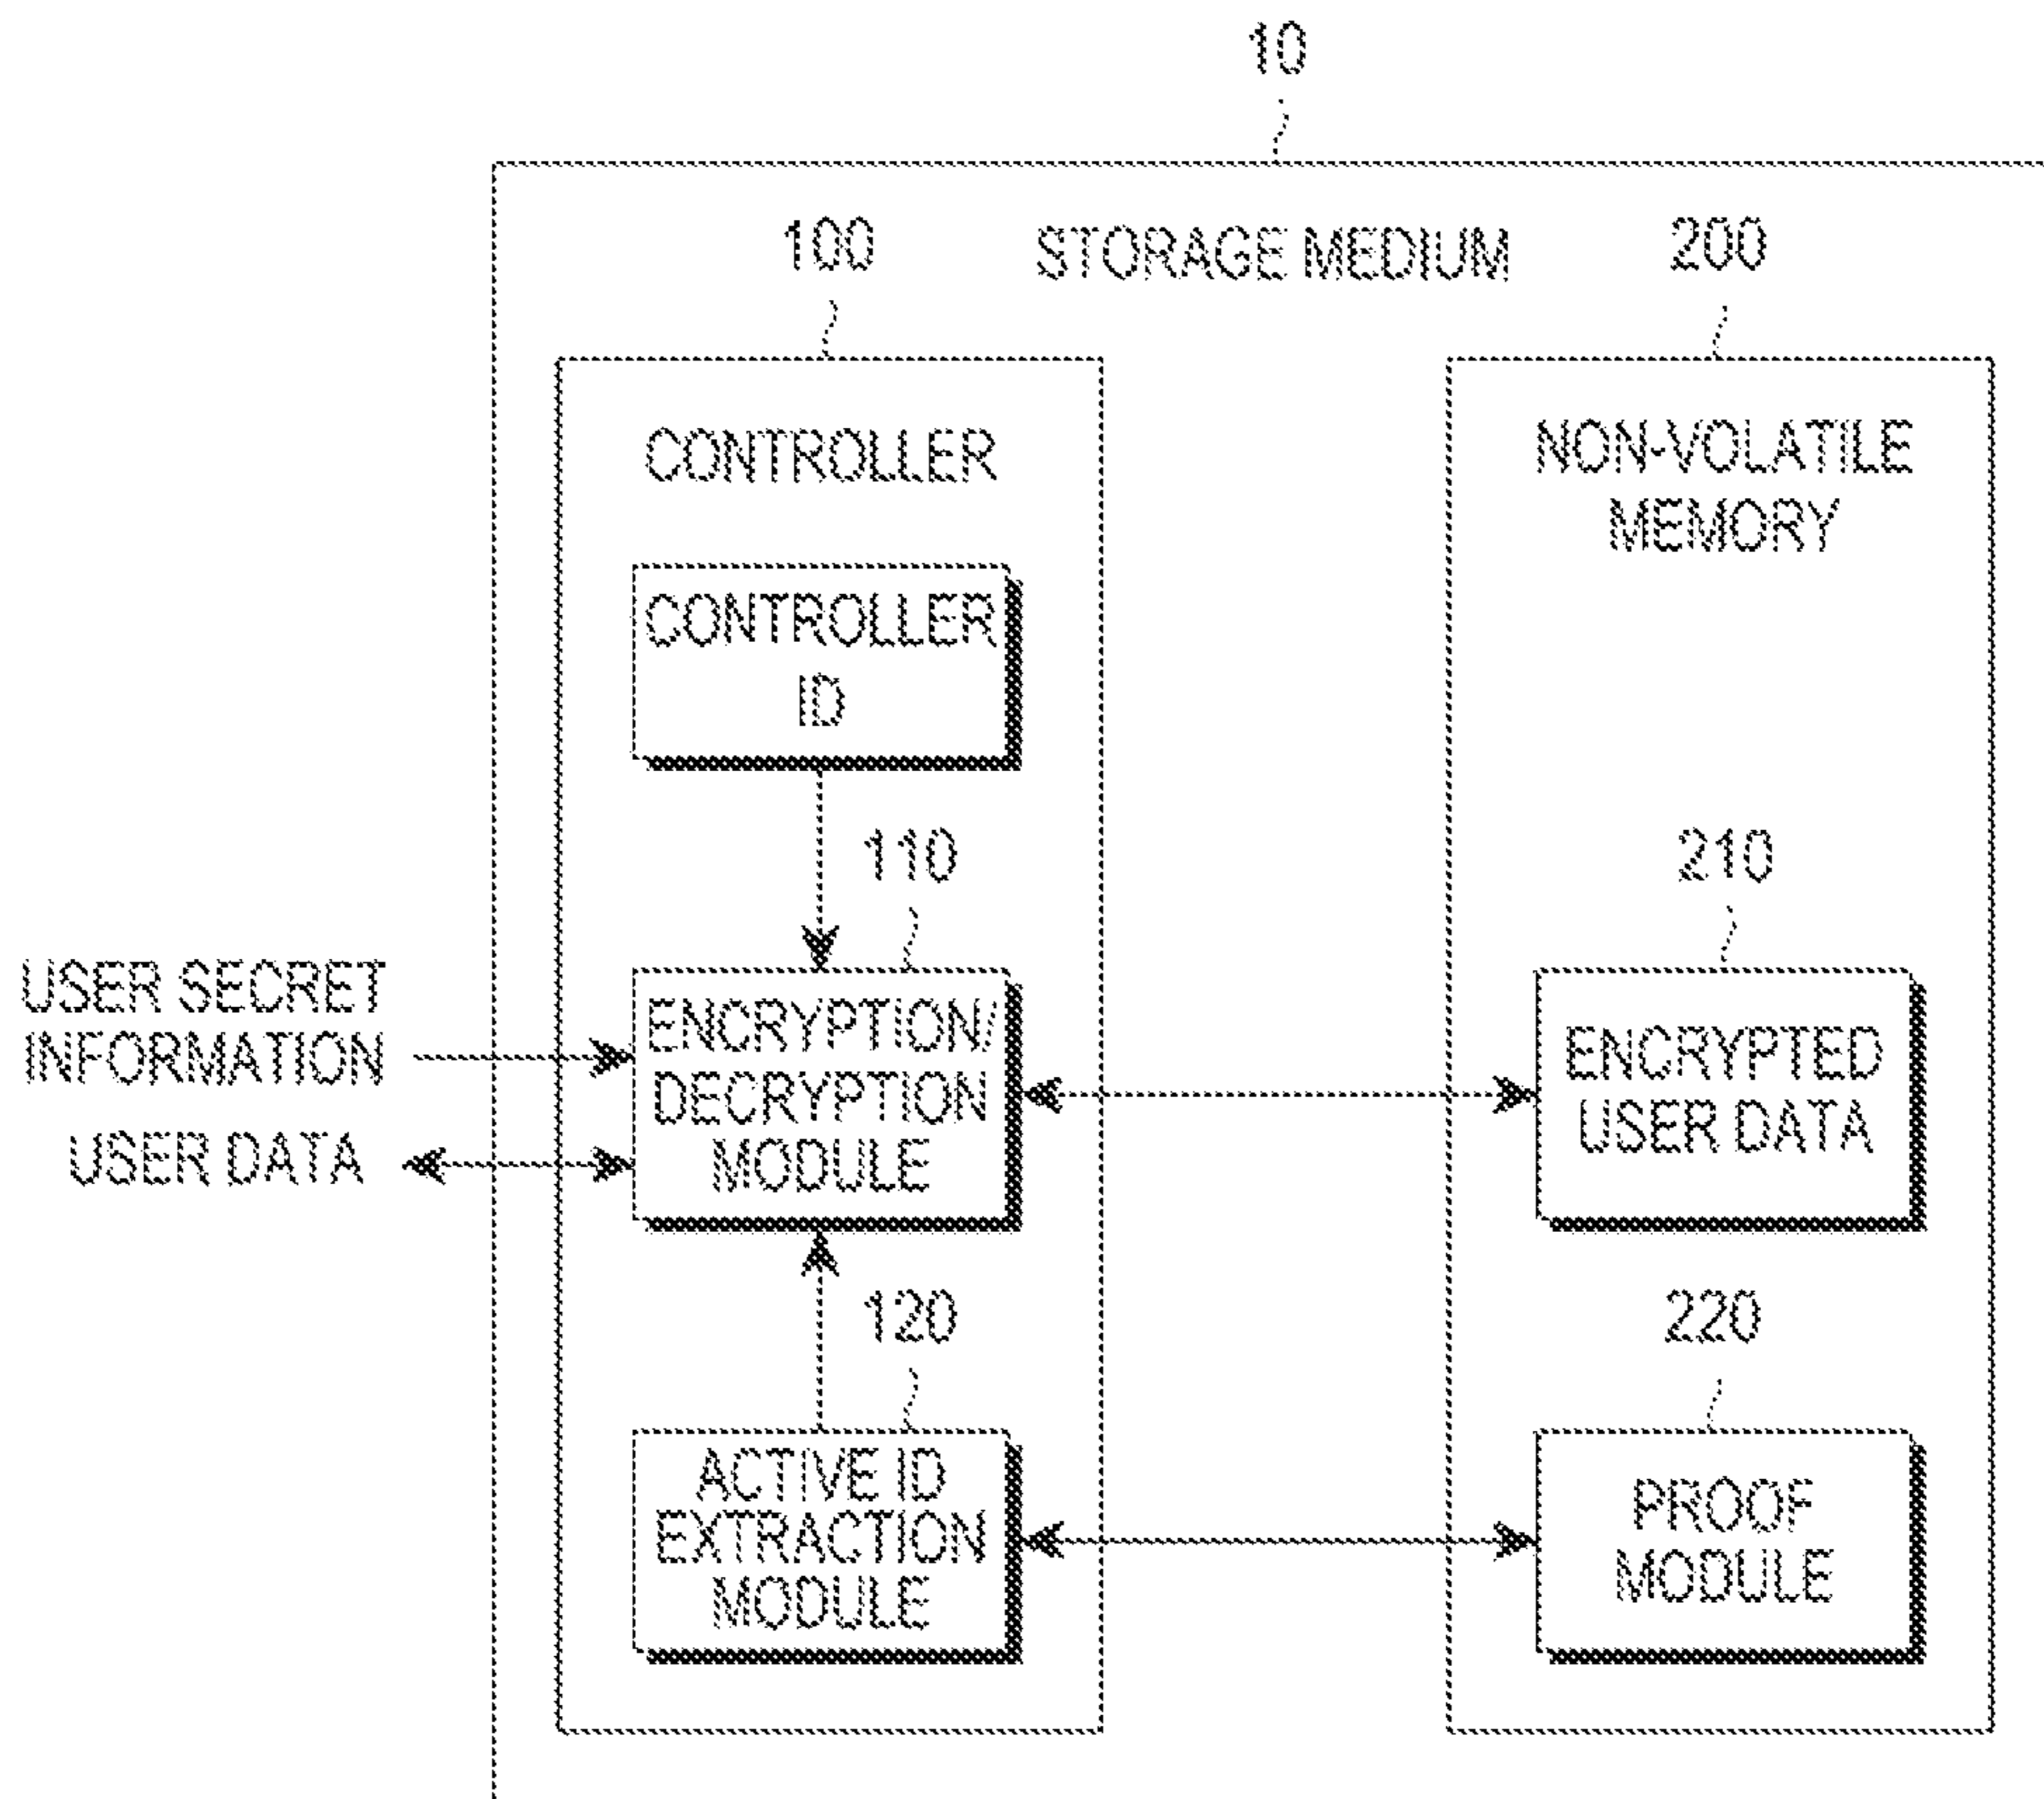 10
100
STORAGE MEDIUM
200
CONTROLLER
NON-VOLATILE
MEMORY
CONTROLLER
ID
110
210
USER SECRET
INFORMATION
ENCRYPTION/
DECRYPTION
MODULE
ENCRYPTED
USER DATA
USER DATA
120
220
ACTIVE ID
EXTRACTION
MODULE
PROOF
MODULE